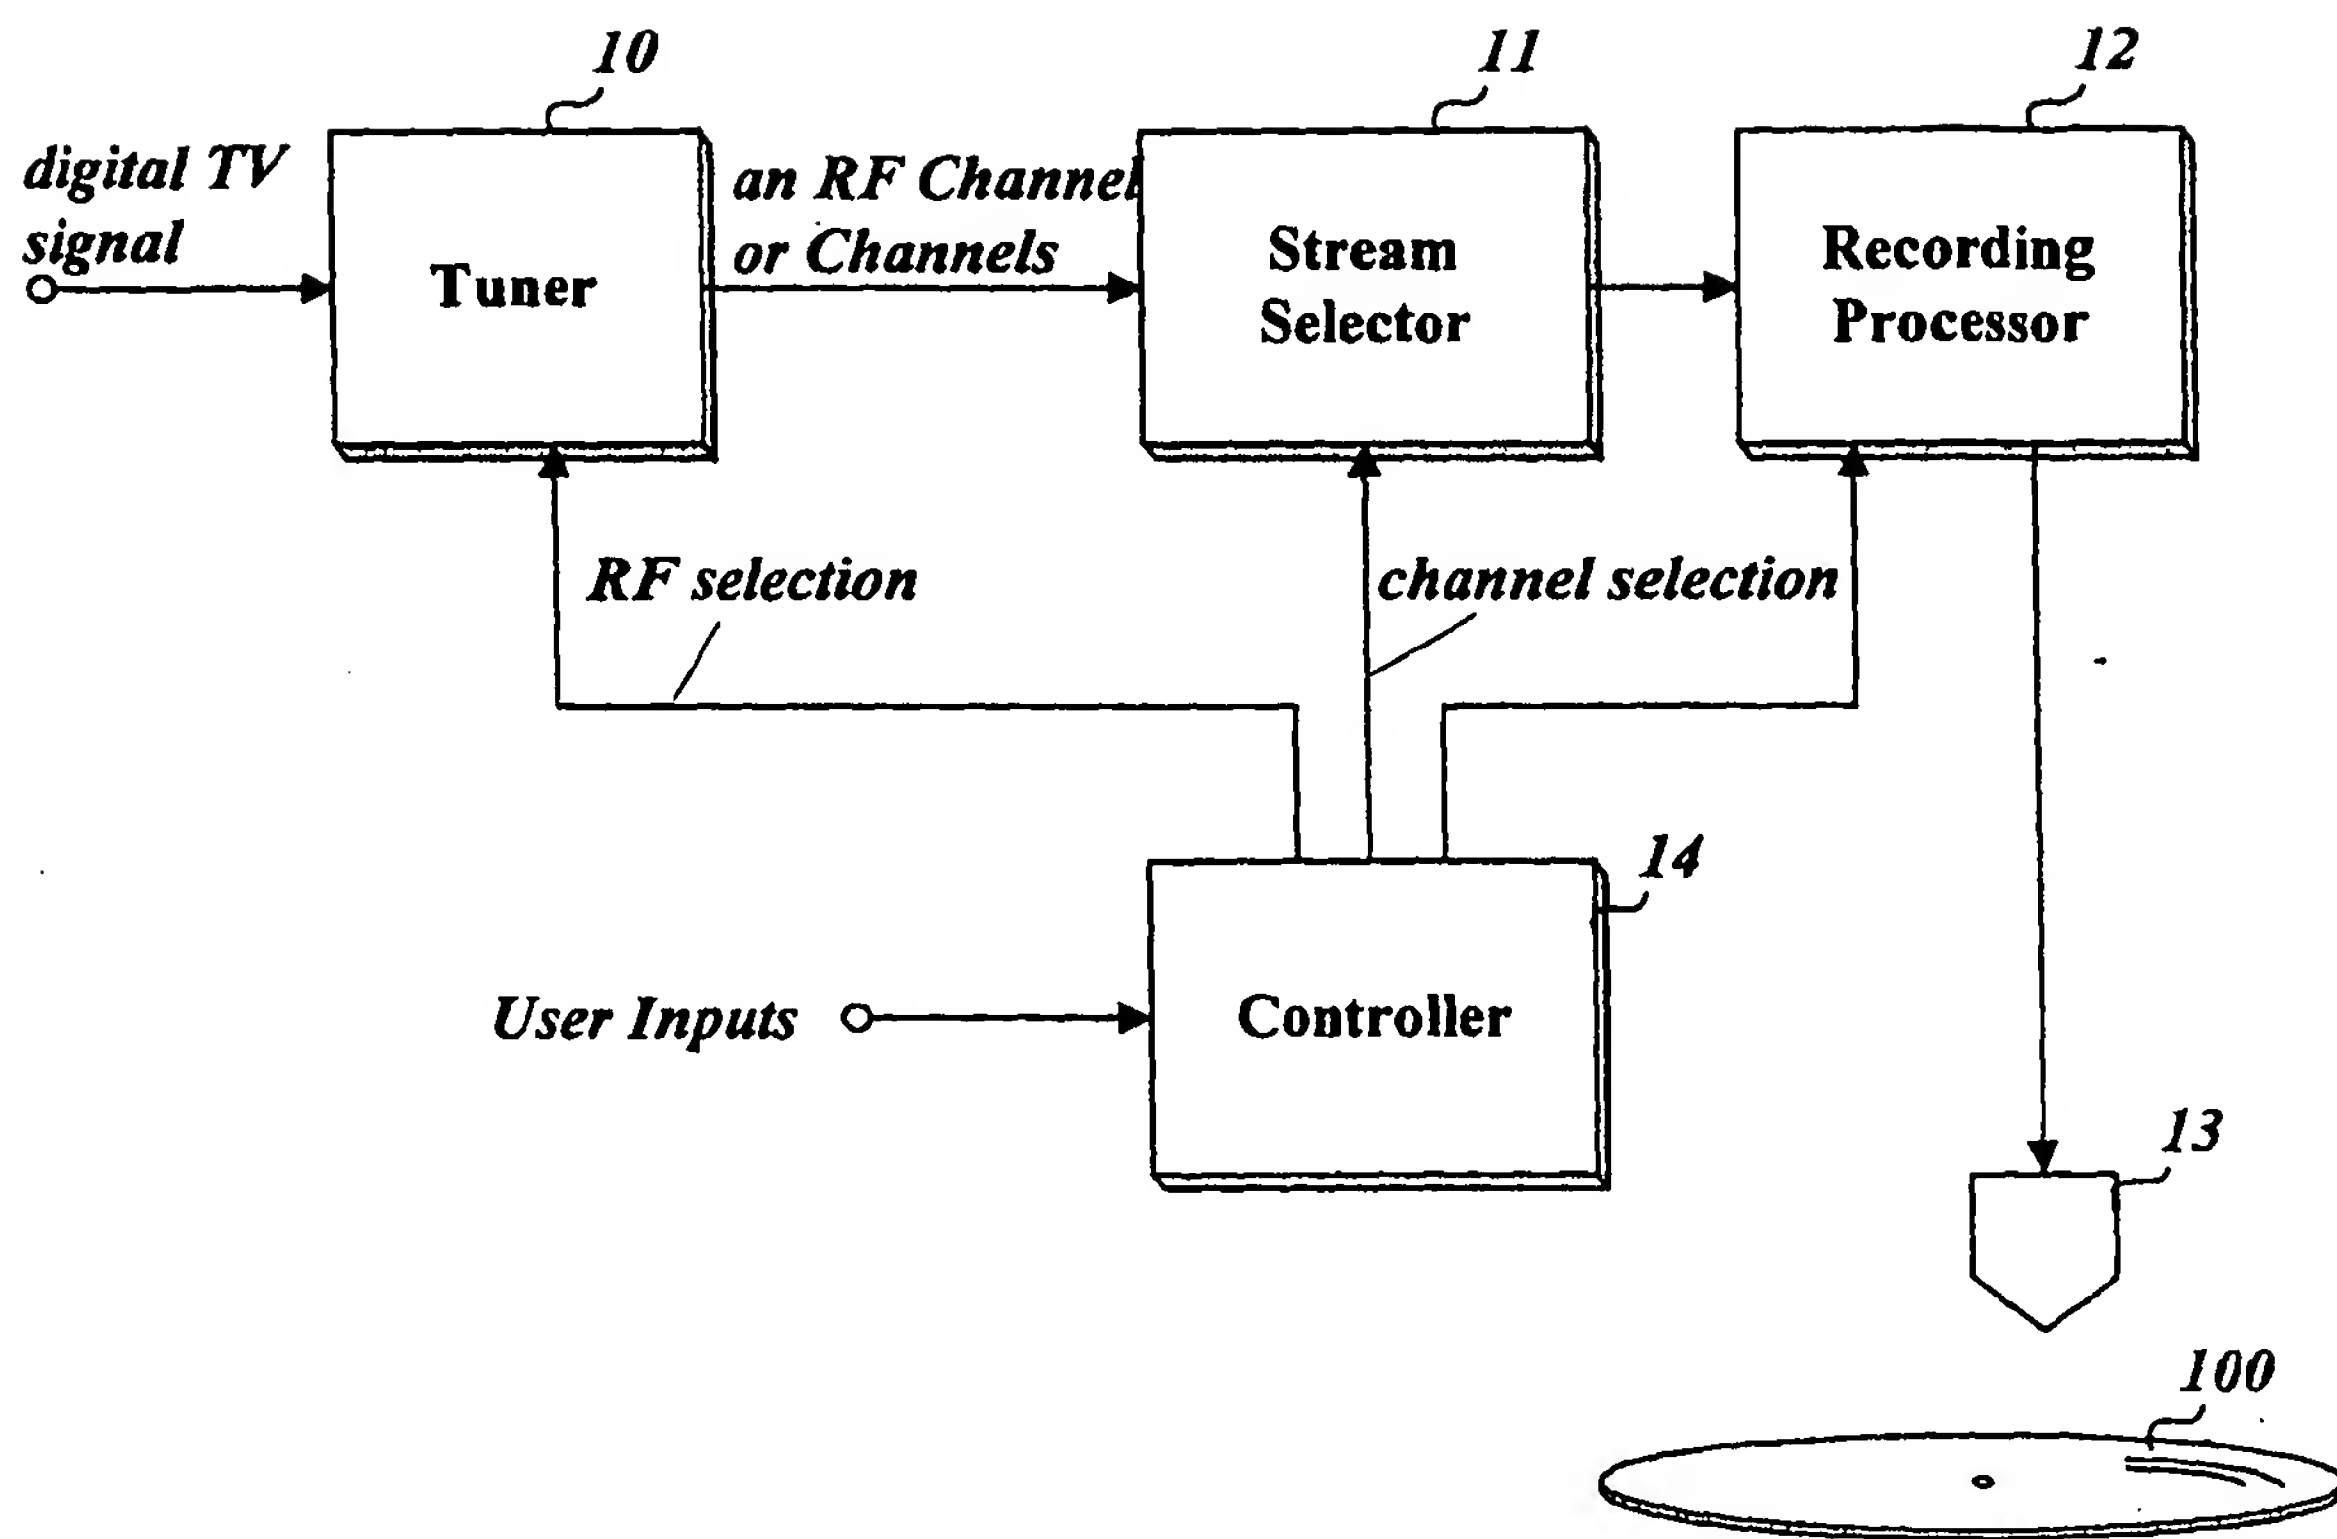 10
11
12
digital TV
signal
an RF Channel
or Channels
Tuner
Stream
Selector
Recording
Processor
RF selection
channel selection
14
User Inputs
Controller
13
100